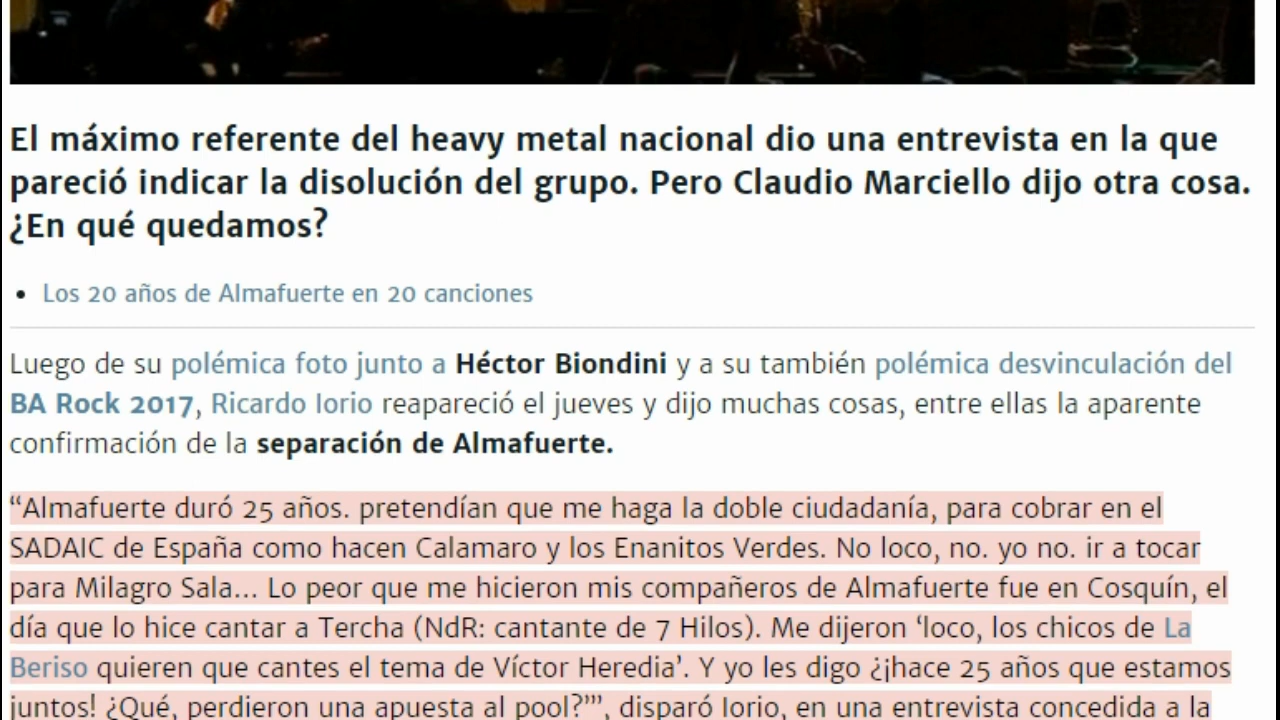 El máximo referente del heavy metal nacional dio una entrevista en la que
pareció indicar la disolución del grupo. Pero Claudio Marciello dijo otra cosa.
¿En qué quedamos?
• Los 20 años de Almafuerte en 20 canciones
Luego de su polémica foto junto a Héctor Biondini y a su también polémica desvinculación del
BA Rock 2017, Ricardo Iorio reapareció el jueves y dijo muchas cosas, entre ellas la aparente
confirmación de la separación de Almafuerte.
“Almafuerte duró 25 años. pretendían que me haga la doble ciudadanía, para cobrar en el
SADAIC de España como hacen Calamaro y los Enanitos Verdes. No loco, no. yo no. ir a tocar
para Milagro Sala... Lo peor que me hicieron mis compañeros de Almafuerte fue en Cosquín, el
día que lo hice cantar a Tercha (NdR: cantante de 7 Hilos). Me dijeron ‘loco, los chicos de La
Beriso quieren que cantes el tema de Víctor Heredia’. Y yo les digo ¿¡hace 25 años que estamos
juntos! ¿Qué, perdieron una apuesta al pool?’”, disparó Iorio, en una entrevista concedida a la